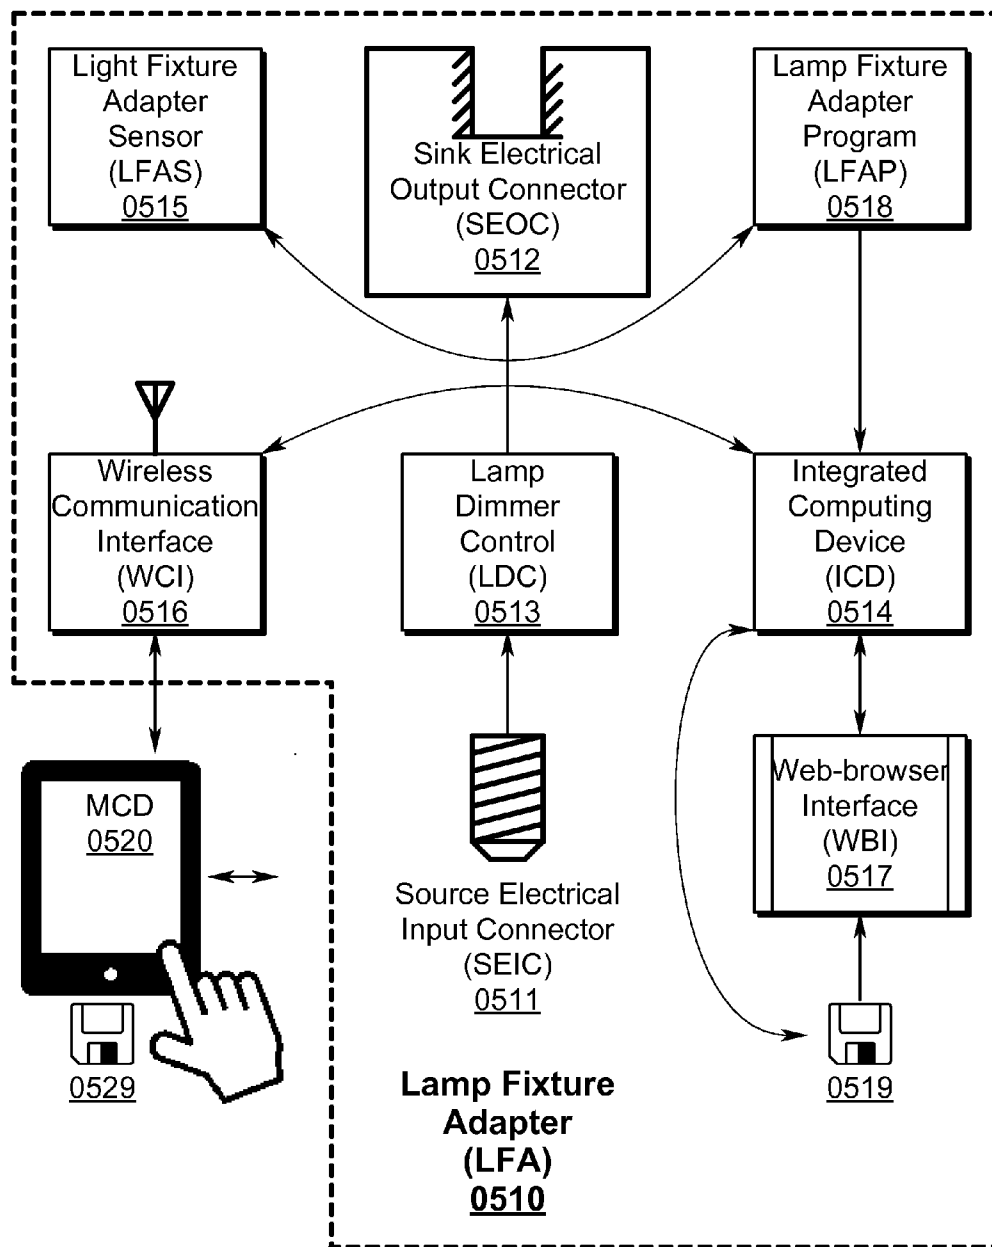 Light Fixture
Adapter
Sensor
(LFAS)
0515
Sink Electrical
Output Connector
(SEOC)
0512
Lamp Fixture
Adapter
Program
(LFAP)
0518
Wireless
Communication
Interface
(WCI)
0516
Lamp
Dimmer
Control
(LDC)
0513
Integrated
Computing
Device
(ICD)
0514
MCD
0520
Source Electrical
Input Connector
(SEIC)
0511
Web-browser
Interface
(WBI)
0517
0529
0519
Lamp Fixture
Adapter
(LFA)
0510